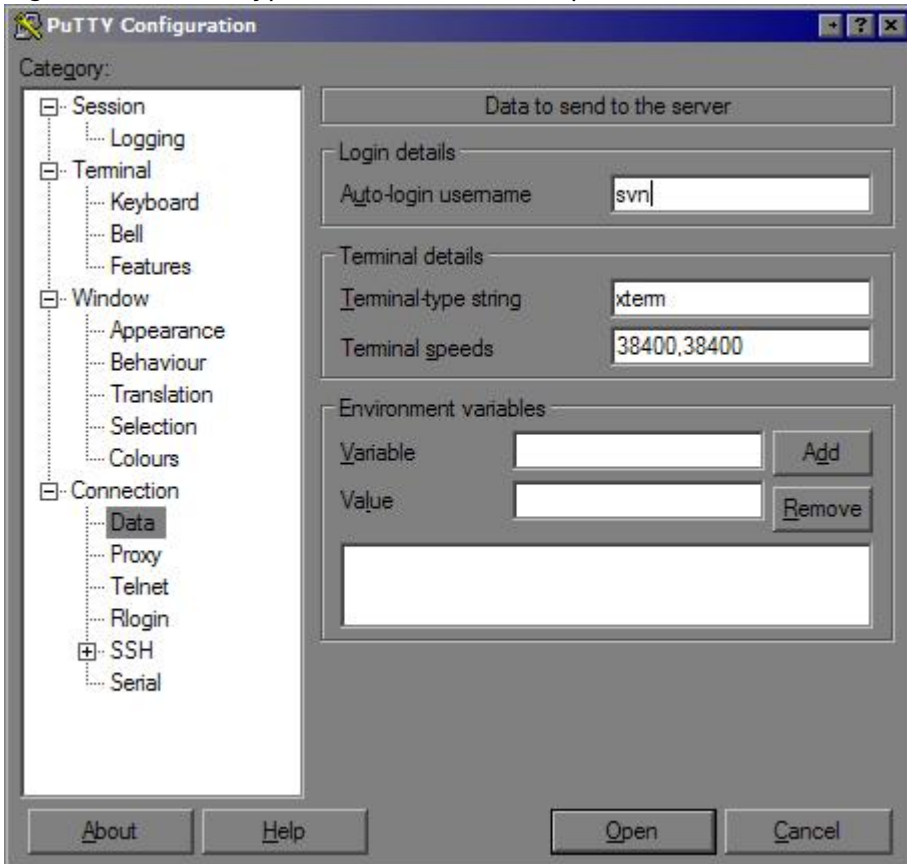 PuTTY Configuration
Category:
Session
Logging
Terminal
Keyboard
Bell
Features
Window
Appearance
Behaviour
Translation
Selection
Colours
Connection
Data
Proxy
Telnet
Rlogin
SSH
Serial
Data to send to the server
Login details
Auto-login username svn
Terminal details
Terminal-type string xterm
Terminal speeds 38400,38400
Environment variables
Variable Add
Value Remove
About Help Open Cancel